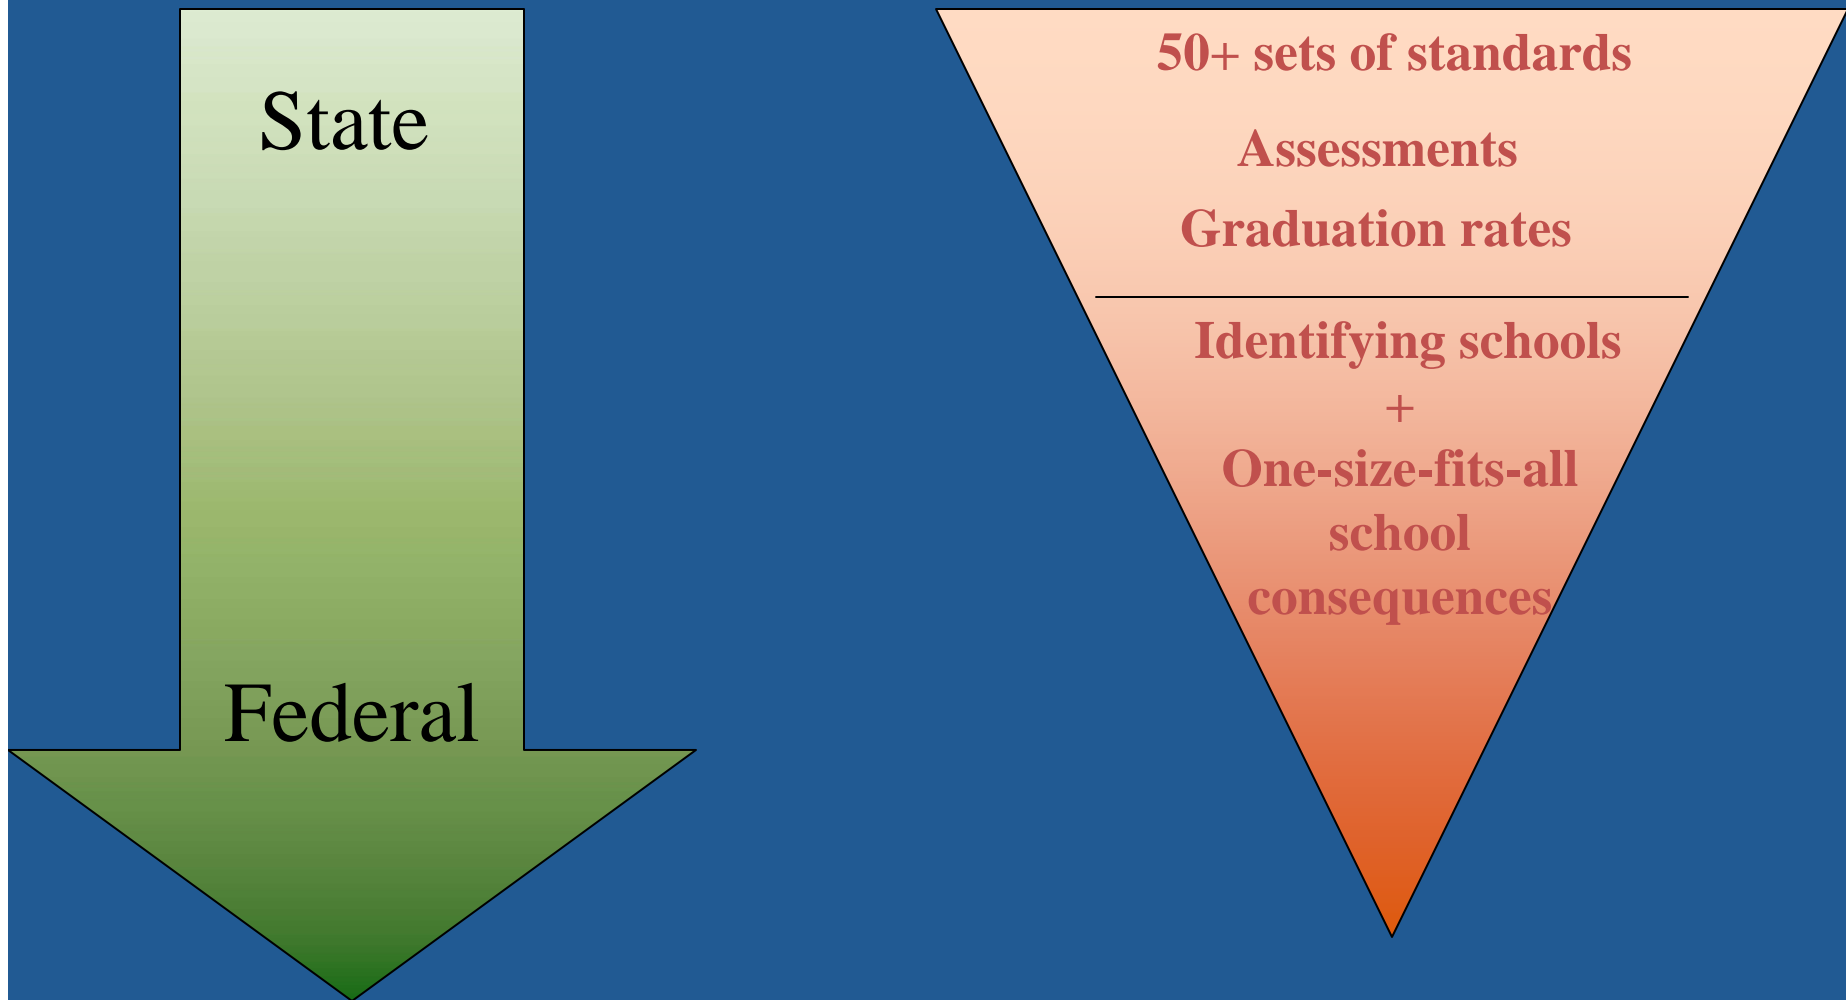 State
Federal
50+ sets of standards
Assessments
Graduation rates
Identifying schools
+
One-size-fits-all
school
consequences